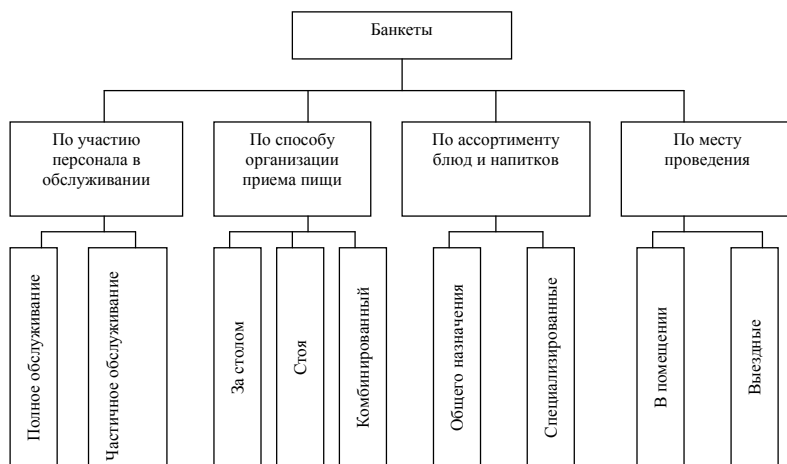 Банкеты
По участию
персонала в
обслуживании
По способу
организации
приема пищи
По ассортименту
блюд и напитков
По месту
проведения
Полное обслуживание
Частичное обслуживание
За столом
Стоя
Комбинированный
Общего назначения
Специализированные
В помещении
Выездные